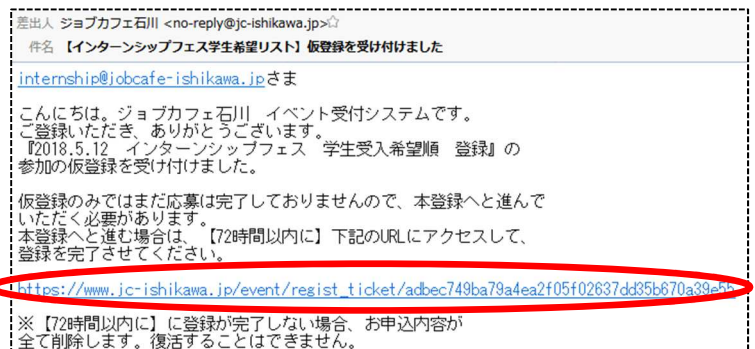 差出人 ジョブカフェ石川 <no-reply@jc-ishikawa.jp>☆
件名 【インターンシップフェス学生希望リスト】仮登録を受け付けました
internship@jobcafe-ishikawa.jpさま
こんにちは。ジョブカフェ石川 イベント受付システムです。
ご登録いただき、ありがとうございます。
『2018.5.12 インターンシップフェス 学生受入希望順 登録』の
参加の仮登録を受け付けました。
仮登録のみではまだ応募は完了しておりませんので、本登録へと進んで
いただく必要があります。
本登録へと進む場合は、【72時間以内に】下記のURLにアクセスして、
登録を完了させてください。
https://www.jc-ishikawa.jp/event/regist_ticket/adbec749ba79a4ea2f05f02637dd35b670a39e5b
※【72時間以内に】に登録が完了しない場合、お申込内容が
全て削除します。復活することはできません。